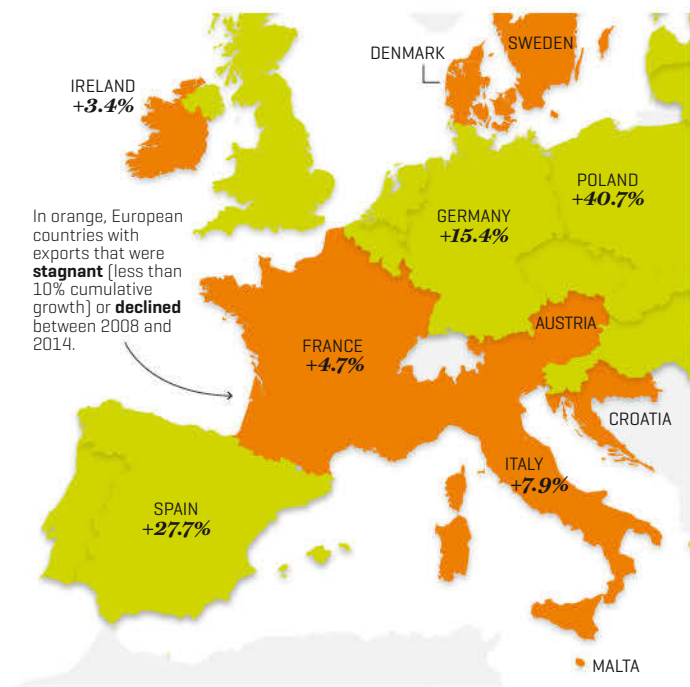 DENMARK
SWEDEN
IRELAND
+3.4%
POLAND
+40.7%
In orange, European
countries with
exports that were
stagnant (less than
10% cumulative
growth) or declined
between 2008 and
2014.
GERMANY
+15.4%
AUSTRIA
FRANCE
+4.7%
CROATIA
ITALY
+7.9%
SPAIN
+27.7%
MALTA